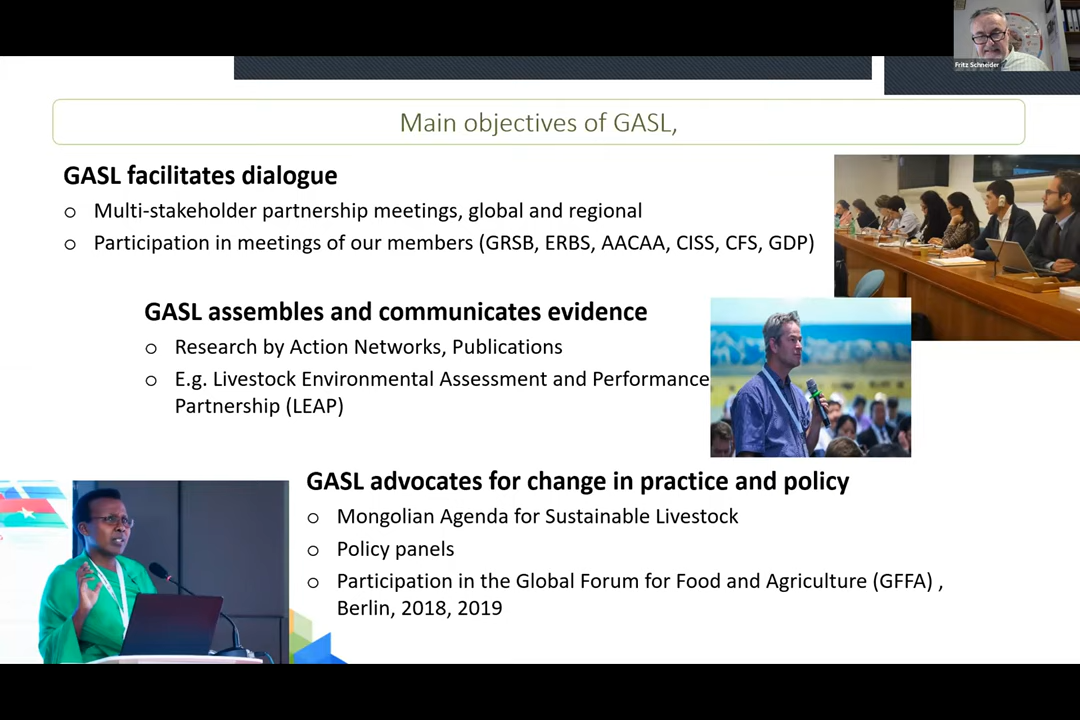 Fritz Schneider
Main objectives of GASL,
GASL facilitates dialogue
o Multi-stakeholder partnership meetings, global and regional
o Participation in meetings of our members (GRSB, ERBS, AACAA, CISS, CFS, GDP)
GASL assembles and communicates evidence
o Research by Action Networks, Publications
o E.g. Livestock Environmental Assessment and Performance
Partnership (LEAP)
GASL advocates for change in practice and policy
o Mongolian Agenda for Sustainable Livestock
o Policy panels
o Participation in the Global Forum for Food and Agriculture (GFFA) ,
Berlin, 2018, 2019